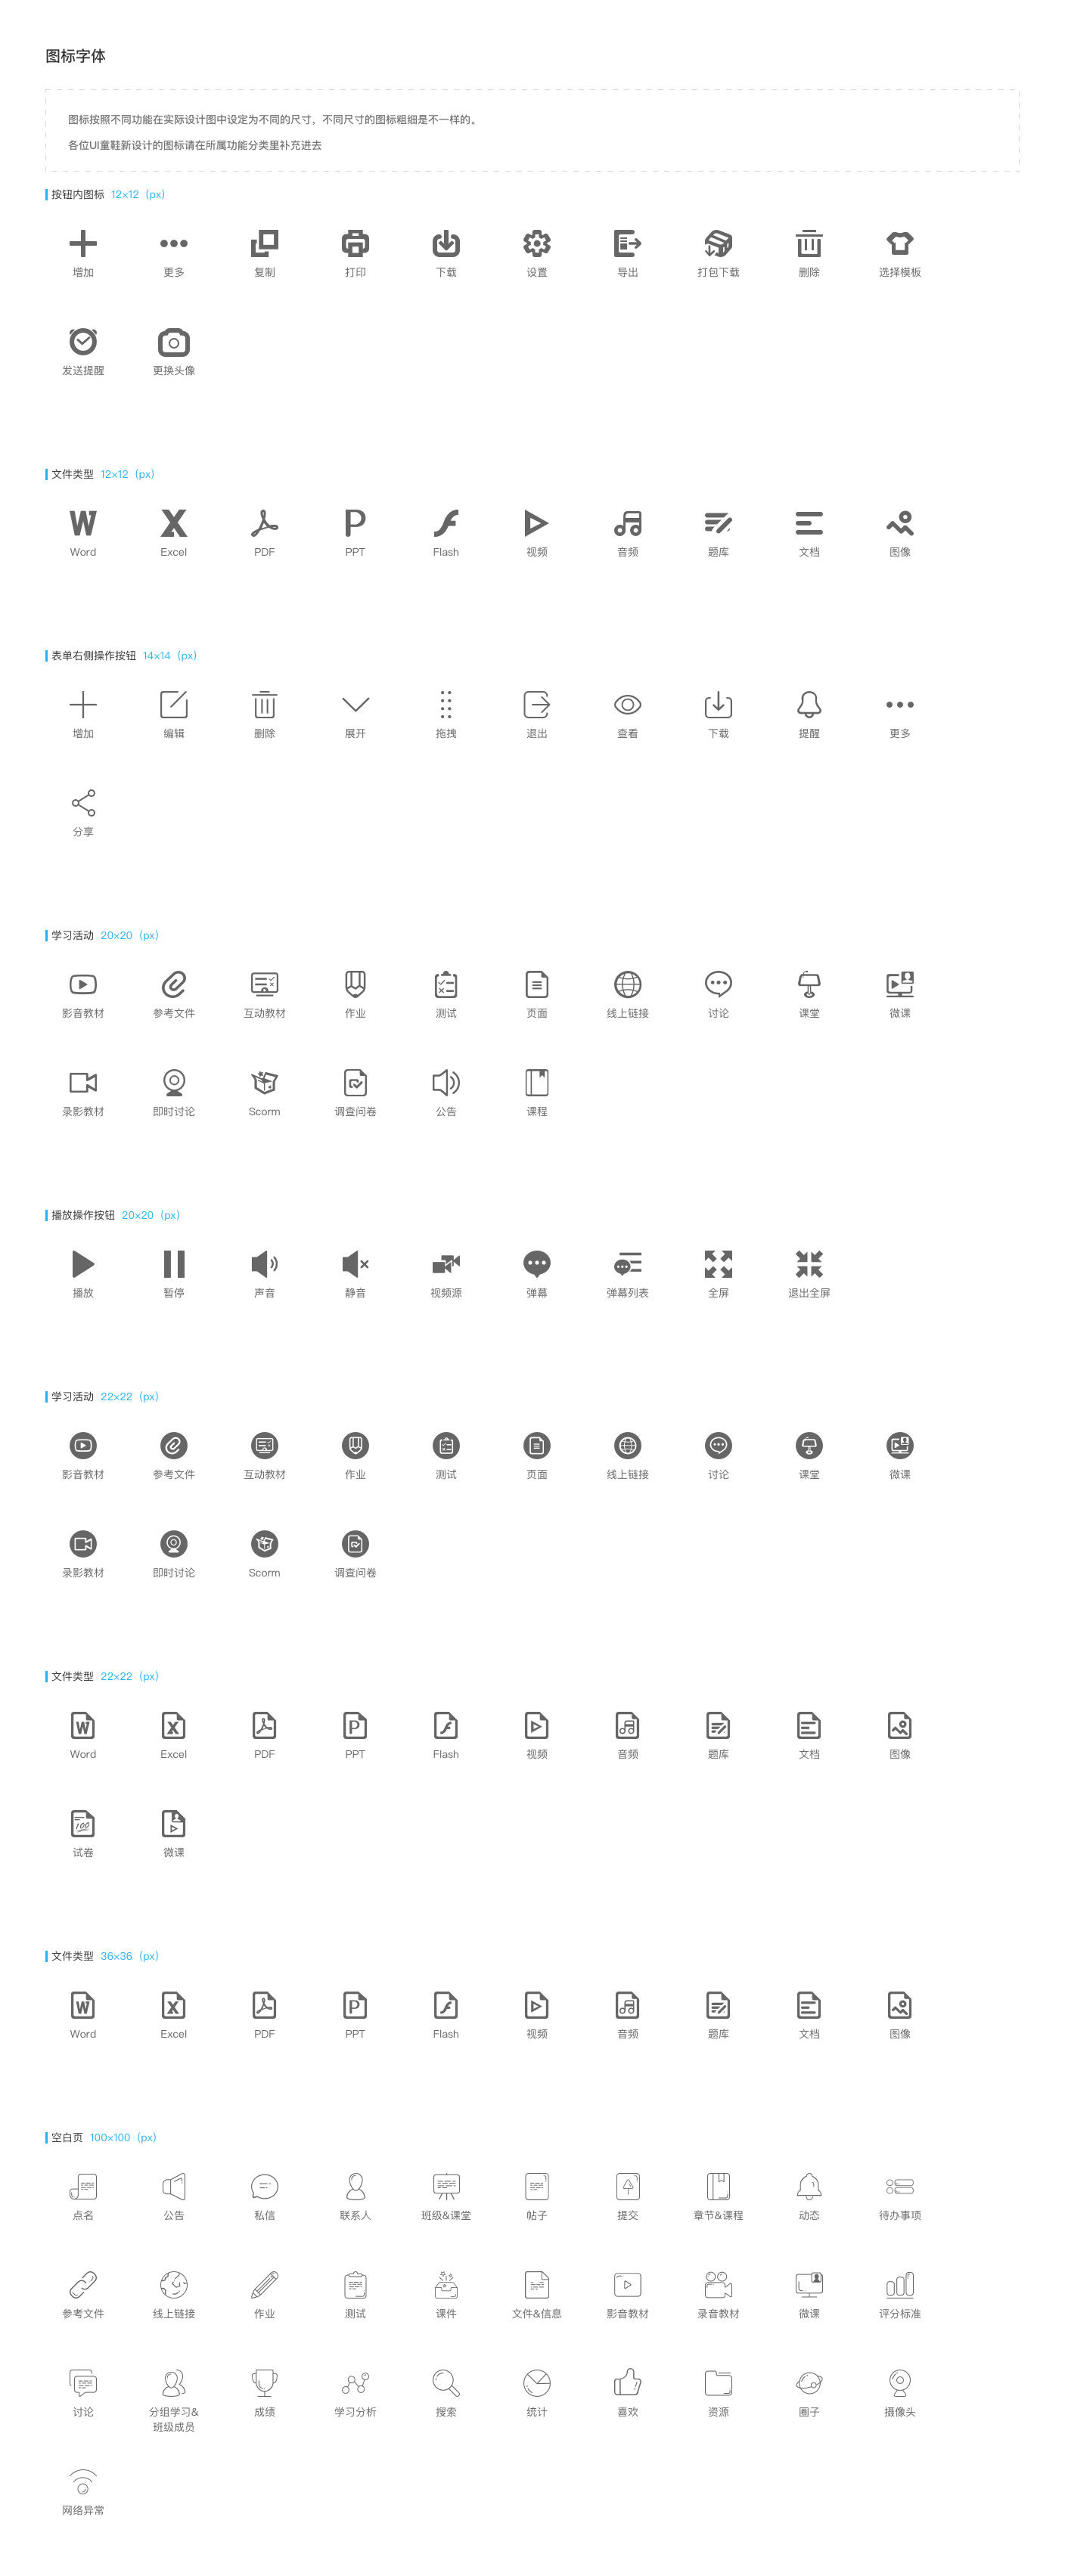 图标字体
图标按照不同功能在实际设计图中设定为不同的尺寸，不同尺寸的图标粗细是不一样的。
各位UI童鞋新设计的图标请在所属功能分类里补充进去
按钮内图标 12×12（px）
增加 更多 复制 打印 下载 设置 导出 打包下载 删除 选择模板
发送提醒 更换头像
文件类型 12×12（px）
W X P
Word Excel PDF PPT Flash 视频 音频 题库 文档 图像
表单右侧操作按钮 14×14（px）
增加 编辑 删除 展开 拖拽 退出 查看 下载 提醒 更多
分享
学习活动 20×20（px）
影音教材 参考文件 互动教材 作业 测试 页面 线上链接 讨论 课堂 微课
录影教材 即时讨论 Scorm 调查问卷 公告 课程
播放操作按钮 20×20（px）
播放 暂停 声音 静音 视频源 弹幕 弹幕列表 全屏 退出全屏
学习活动 22×22（px）
影音教材 参考文件 互动教材 作业 测试 页面 线上链接 讨论 课堂 微课
录影教材 即时讨论 Scorm 调查问卷
文件类型 22×22（px）
W X P
Word Excel PDF PPT Flash 视频 音频 题库 文档 图像
100
试卷 微课
文件类型 36×36（px）
W X P
Word Excel PDF PPT Flash 视频 音频 题库 文档 图像
空白页 100×100（px）
点名 公告 私信 联系人 班级&课堂 帖子 提交 章节&课程 动态 待办事项
参考文件 线上链接 作业 测试 课件 文件&信息 影音教材 录音教材 微课 评分标准
讨论 分组学习& 成绩 学习分析 搜索 统计 喜欢 资源 圈子 摄像头
班级成员
网络异常